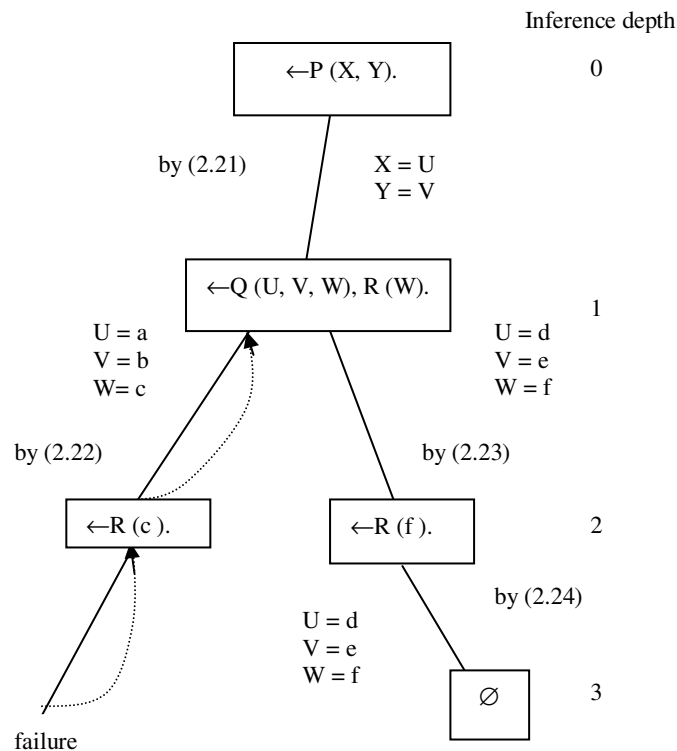 Inference depth
←P (X, Y).
0
by (2.21)
X = U
Y = V
←Q (U, V, W), R (W).
1
U = a
V = b
W= c
U = d
V = e
W = f
by (2.22)
by (2.23)
←R (c ).
←R (f ).
2
by (2.24)
U = d
V = e
W = f
∅
3
failure